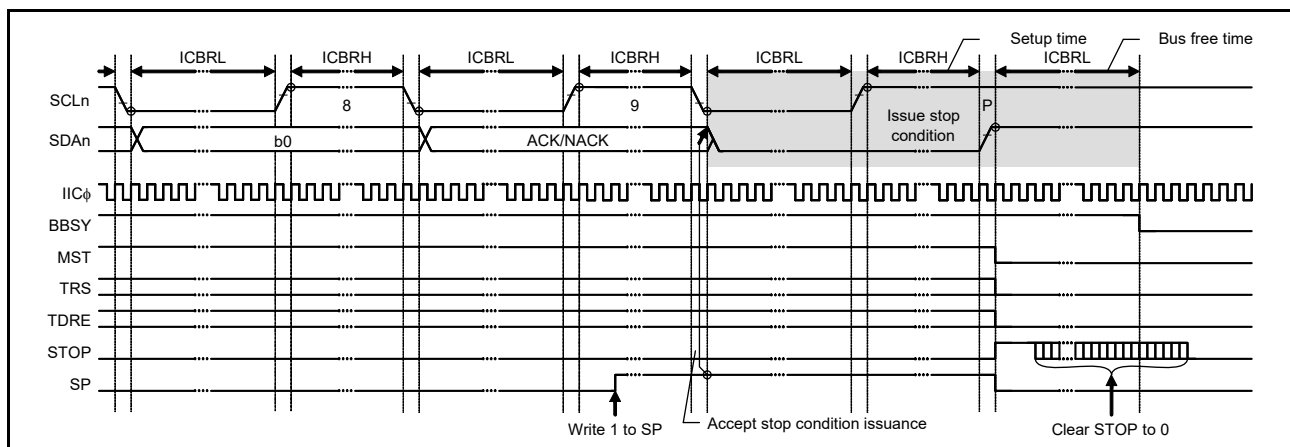 Setup time Bus free time
ICBRL ICBRH ICBRL ICBRH ICBRL ICBRH ICBRL
SCLn 8 9 P
Issue stop
condition
SDAn b0 ACK/NACK
IICϕ
BBSY
MST
TRS
TDRE
STOP
SP
Write 1 to SP Accept stop condition issuance Clear STOP to 0